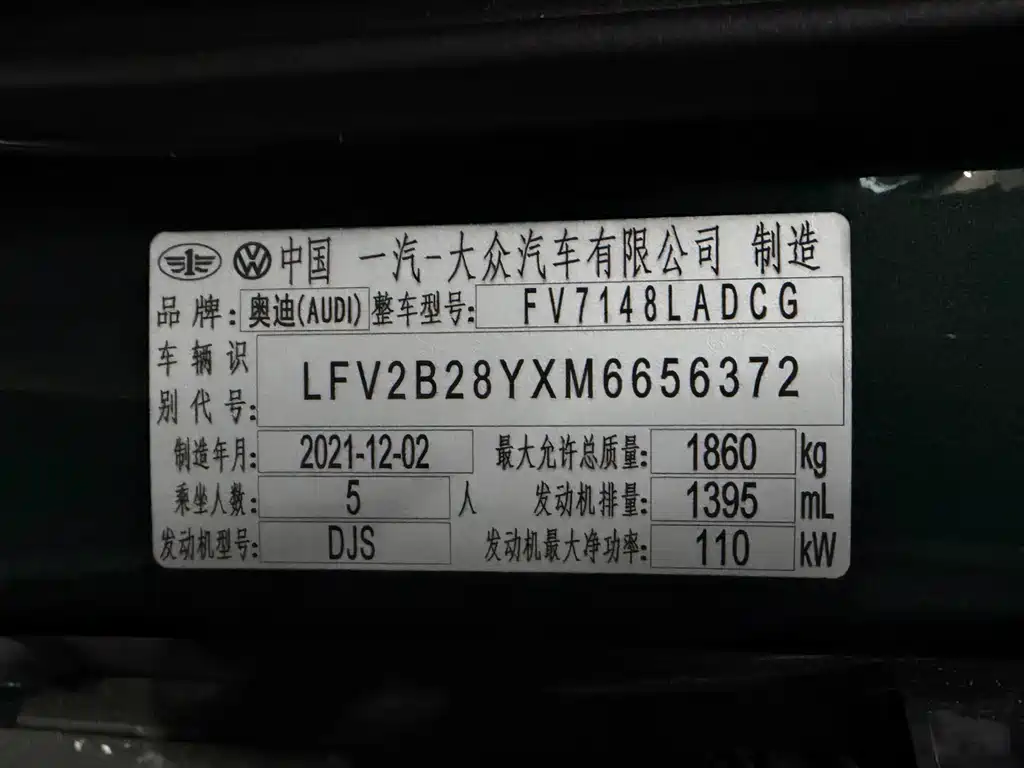 中国 一汽-大众汽车有限公司 制造
品牌: 奥迪(AUDI) 整车型号: FV7148LADCG
车辆识别代号: LFV2B28YXM6656372
制造年月: 2021-12-02 最大允许总质量: 1860 kg
乘坐人数: 5 人 发动机排量: 1395 mL
发动机型号: DJS 发动机最大净功率: 110 kW